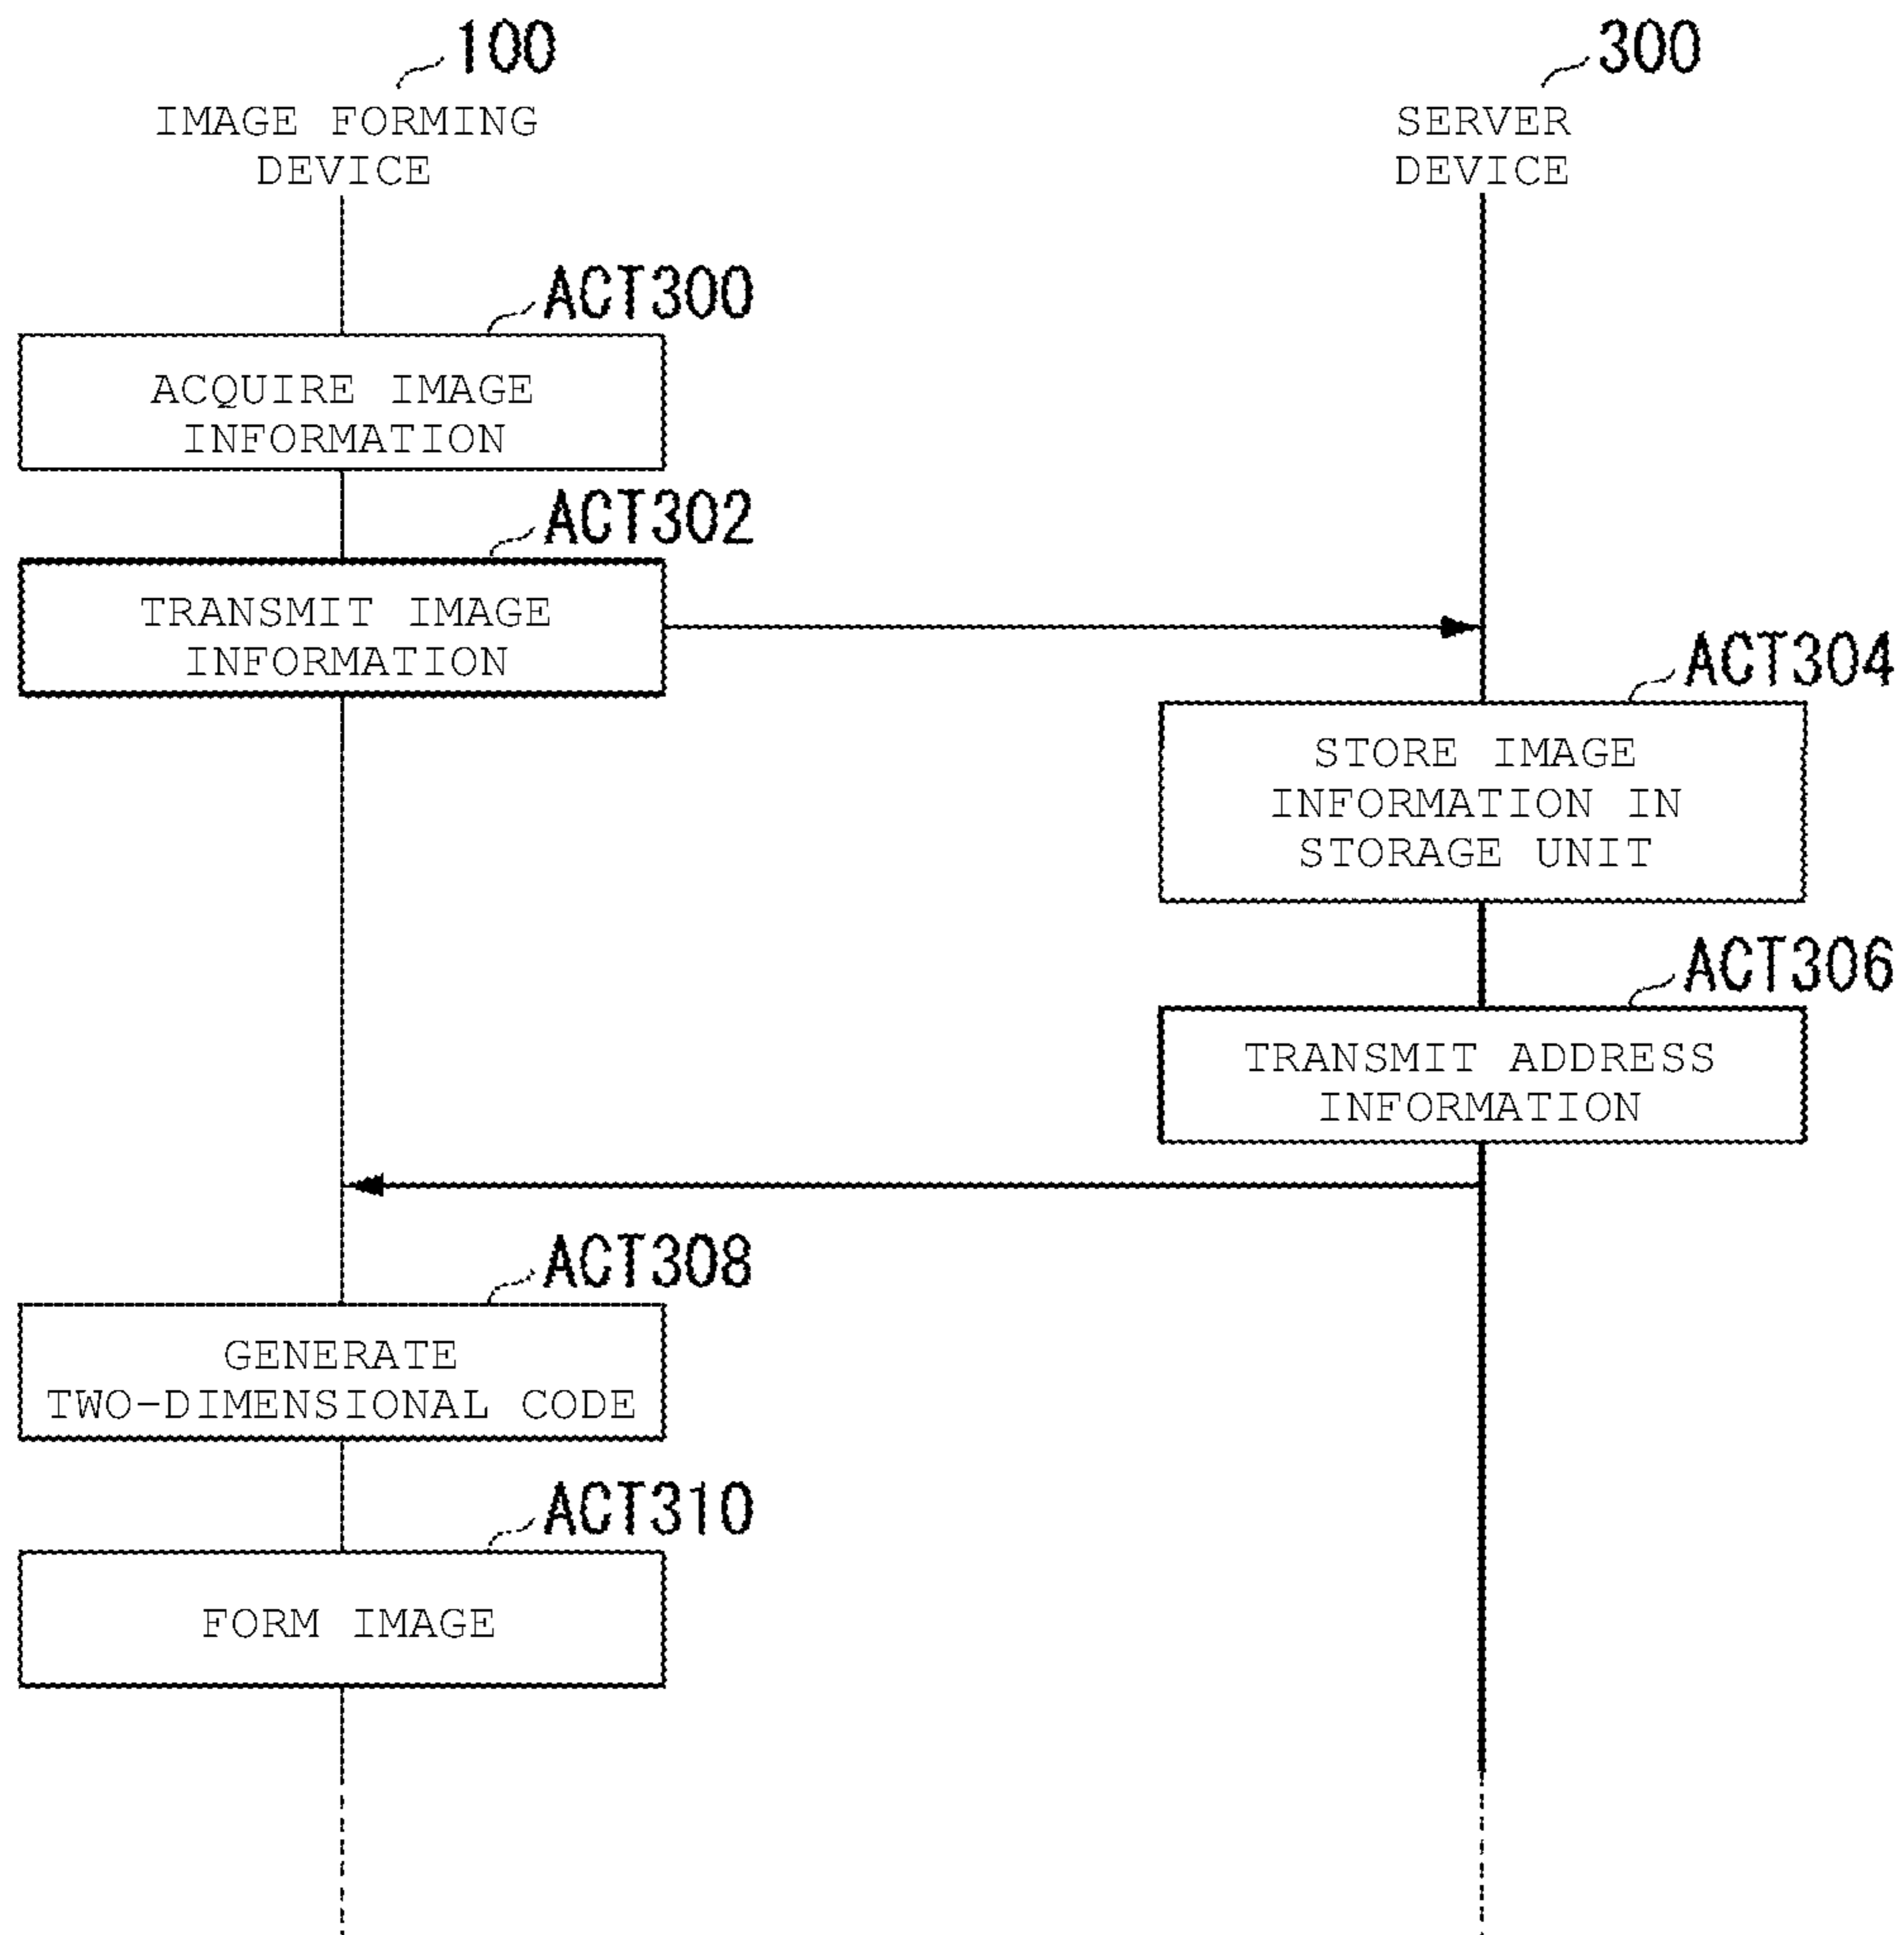 100
IMAGE FORMING
DEVICE
300
SERVER
DEVICE
ACT300
ACQUIRE IMAGE
INFORMATION
ACT302
TRANSMIT IMAGE
INFORMATION
ACT304
STORE IMAGE
INFORMATION IN
STORAGE UNIT
ACT306
TRANSMIT ADDRESS
INFORMATION
ACT308
GENERATE
TWO-DIMENSIONAL CODE
ACT310
FORM IMAGE